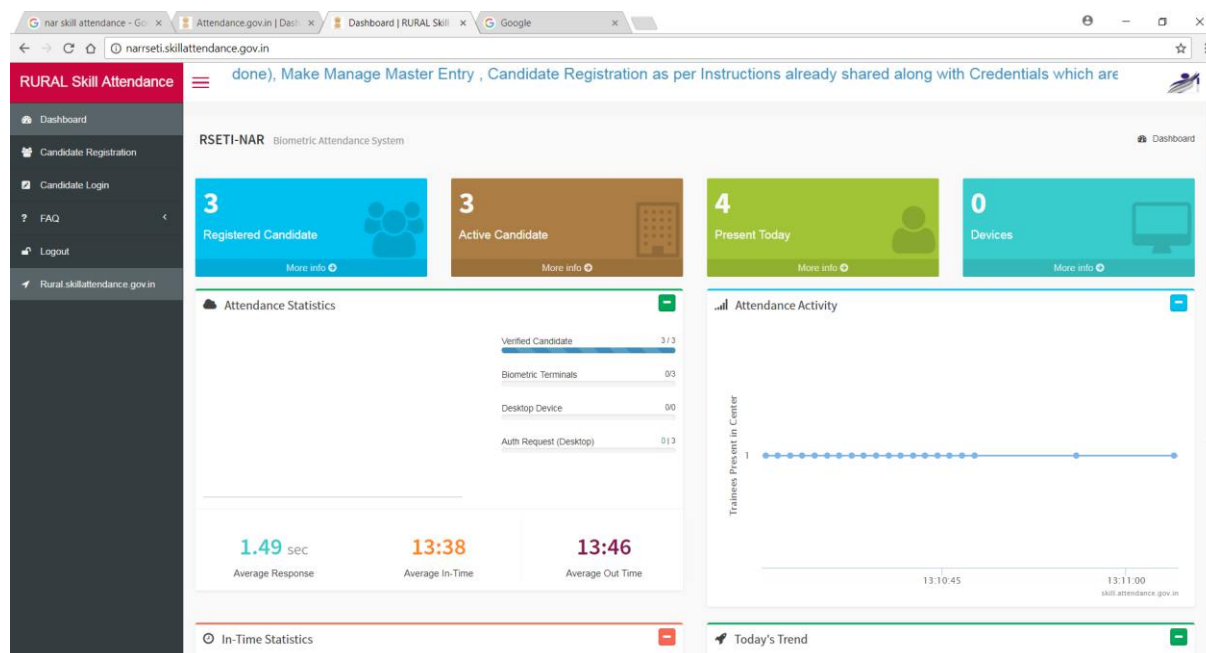 nar skill attendance - Go
Attendance.gov.in | Dash
Dashboard | RURAL Skill
Google
narrseti.skillattendance.gov.in
RURAL Skill Attendance
done), Make Manage Master Entry , Candidate Registration as per Instructions already shared along with Credentials which are
Dashboard
Candidate Registration
Candidate Login
? FAQ
Logout
Rural.skillattendance.gov.in
RSETI-NAR Biometric Attendance System
Dashboard
3
Registered Candidate
More info
3
Active Candidate
More info
4
Present Today
More info
0
Devices
More info
Attendance Statistics
Verified Candidate 3 / 3
Biometric Terminals 0/3
Desktop Device 0/0
Auth Request (Desktop) 0 | 3
1.49 sec
Average Response
13:38
Average In-Time
13:46
Average Out Time
Attendance Activity
Trainees Present in Center
1
13:10:45
13:11:00
skill.attendance.gov.in
In-Time Statistics
Today's Trend